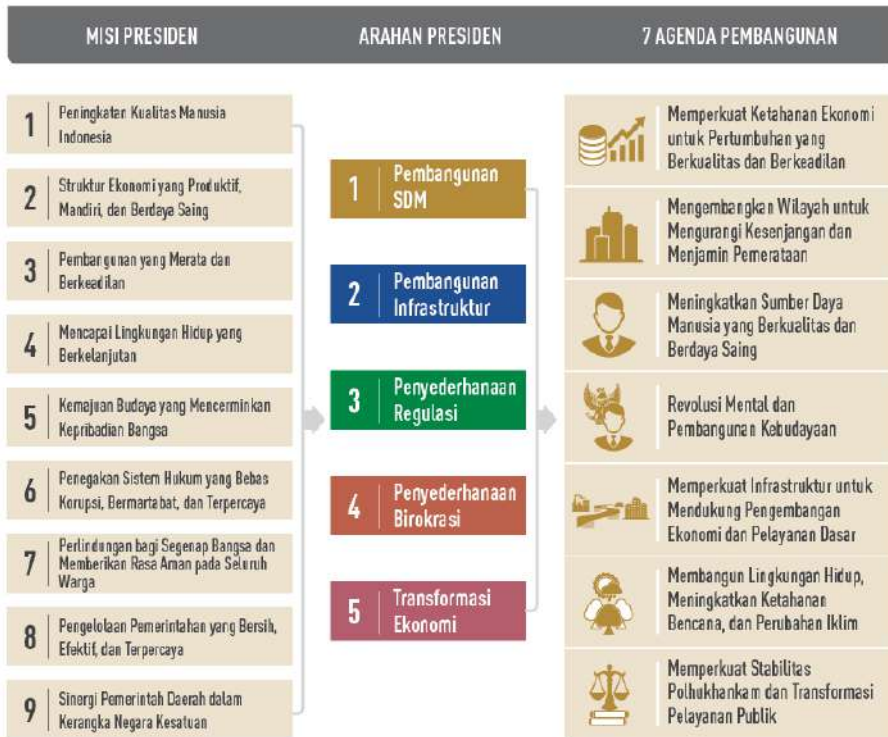 MISI PRESIDEN
ARAHAN PRESIDEN
7 AGENDA PEMBANGUNAN
1
Peningkatan Kualitas Manusia
Indonesia
2
Struktur Ekonomi yang Produktif,
Mandiri, dan Berdaya Saing
3
Pembangunan yang Merata dan
Berkeadilan
4
Mencapai Lingkungan Hidup yang
Berkelanjutan
5
Kemajuan Budaya yang Mencerminkan
Kepribadian Bangsa
6
Penegakan Sistem Hukum yang Bebas
Korupsi, Bermartabat, dan Terpercaya
7
Perlindungan bagi Segenap Bangsa dan
Memberikan Rasa Aman pada Seluruh
Warga
8
Pengelolaan Pemerintahan yang Bersih,
Efektif, dan Terpercaya
9
Sinergi Pemerintah Daerah dalam
Kerangka Negara Kesatuan
1
Pembangunan
SDM
2
Pembangunan
Infrastruktur
3
Penyederhanaan
Regulasi
4
Penyederhanaan
Birokrasi
5
Transformasi
Ekonomi
Memperkuat Ketahanan Ekonomi
untuk Pertumbuhan yang
Berkualitas dan Berkeadilan
Mengembangkan Wilayah untuk
Mengurangi Kesenjangan dan
Menjamin Pemerataan
Meningkatkan Sumber Daya
Manusia yang Berkualitas dan
Berdaya Saing
Revolusi Mental dan
Pembangunan Kebudayaan
Memperkuat Infrastruktur untuk
Mendukung Pengembangan
Ekonomi dan Pelayanan Dasar
Membangun Lingkungan Hidup,
Meningkatkan Ketahanan
Bencana, dan Perubahan Iklim
Memperkuat Stabilitas
Polhukhankam dan Transformasi
Pelayanan Publik